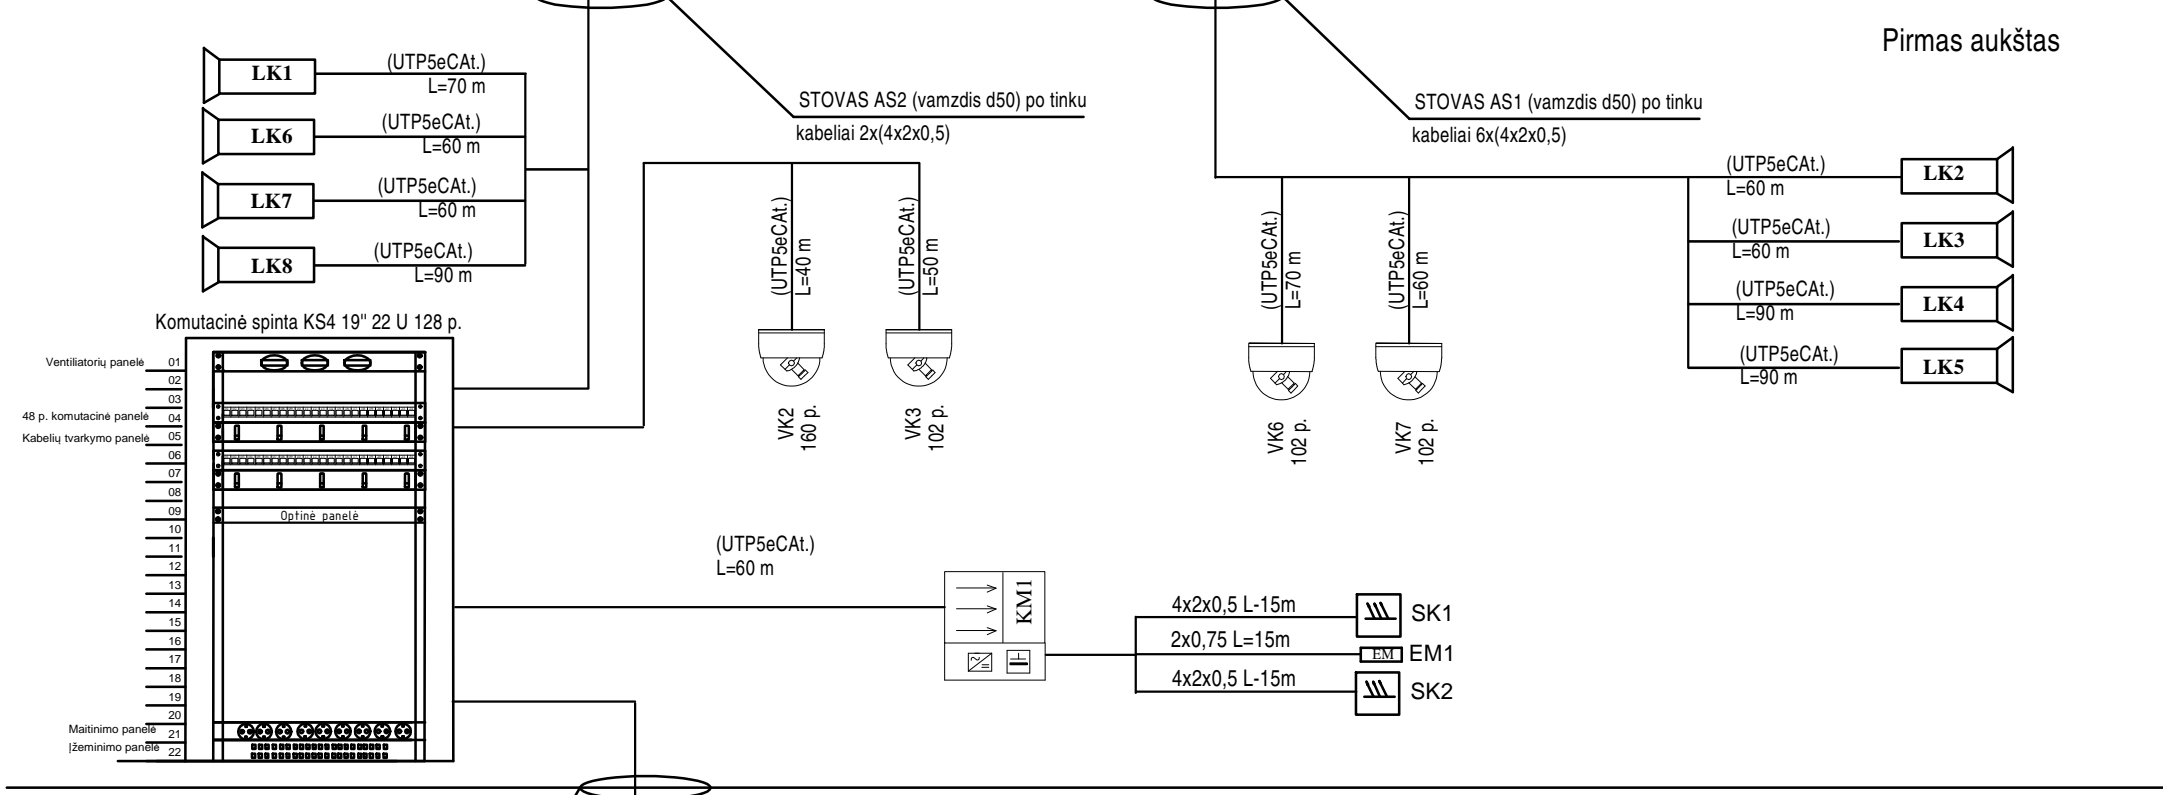 Pirmas aukštas
LK1
(UTP5eCAt.)
L=70 m
LK6
(UTP5eCAt.)
L=60 m
LK7
(UTP5eCAt.)
L=60 m
LK8
(UTP5eCAt.)
L=90 m
STOVAS AS2 (vamzdis d50) po tinku
kabeliai 2x(4x2x0,5)
STOVAS AS1 (vamzdis d50) po tinku
kabeliai 6x(4x2x0,5)
(UTP5eCAt.)
L=60 m
LK2
(UTP5eCAt.)
L=60 m
LK3
(UTP5eCAt.)
L=90 m
LK4
(UTP5eCAt.)
L=90 m
LK5
(UTP5eCAt.)
L=40 m
VK2
160 p.
(UTP5eCAt.)
L=50 m
VK3
102 p.
(UTP5eCAt.)
L=70 m
VK6
102 p.
(UTP5eCAt.)
L=60 m
VK7
102 p.
Komutacinė spinta KS4 19" 22 U 128 p.
Ventiliatorių panelė 01
02
03
48 p. komutacinė panelė 04
Kabelių tvarkymo panelė 05
06
07
08
09
Optinė panelė
10
11
12
13
14
15
16
17
18
19
20
Maitinimo panelė 21
Įžeminimo panelė 22
(UTP5eCAt.)
L=60 m
KM1
4x2x0,5 L-15m
SK1
2x0,75 L=15m
EM
EM1
4x2x0,5 L-15m
SK2